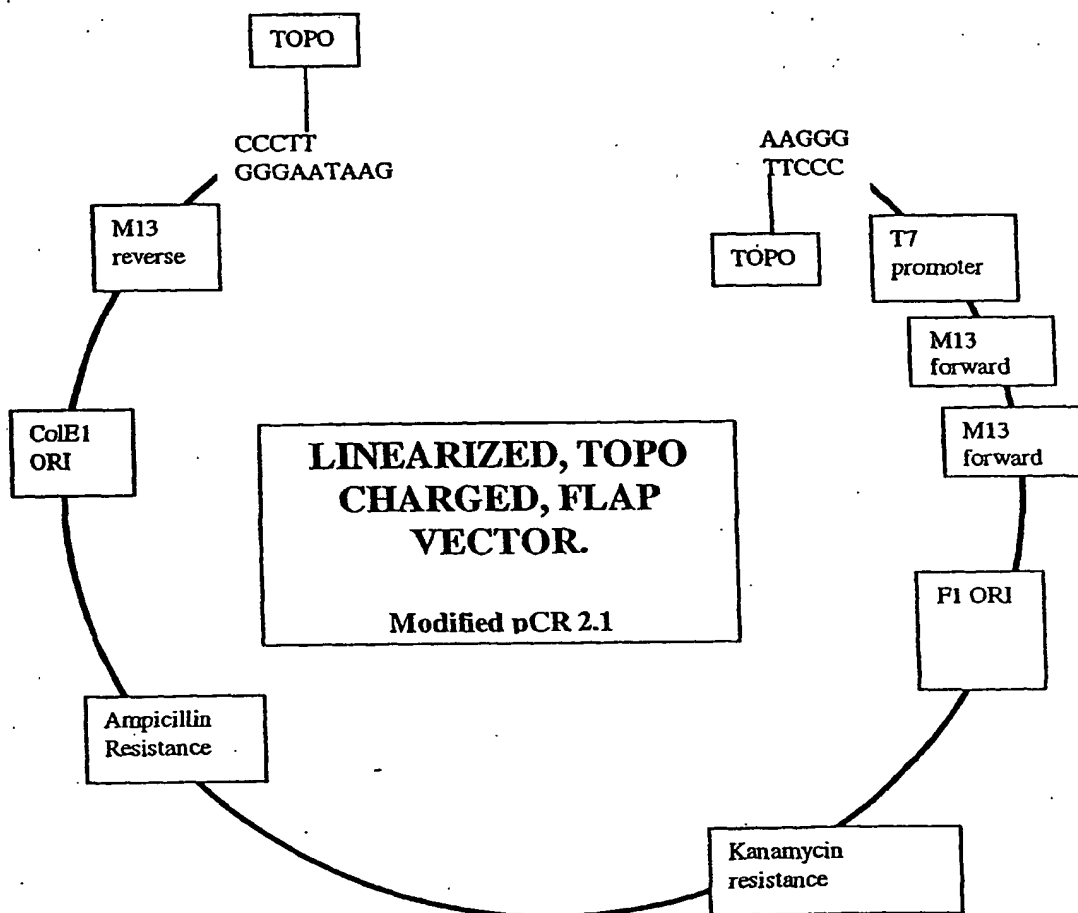 TOPO
CCCTT
GGGAATAAG
AAGGG
TTCCC
TOPO
M13
reverse
T7
promoter
M13
forward
M13
forward
ColE1
ORI
LINEARIZED, TOPO
CHARGED, FLAP
VECTOR.
Modified pCR 2.1
F1 ORI
Ampicillin
Resistance
Kanamycin
resistance